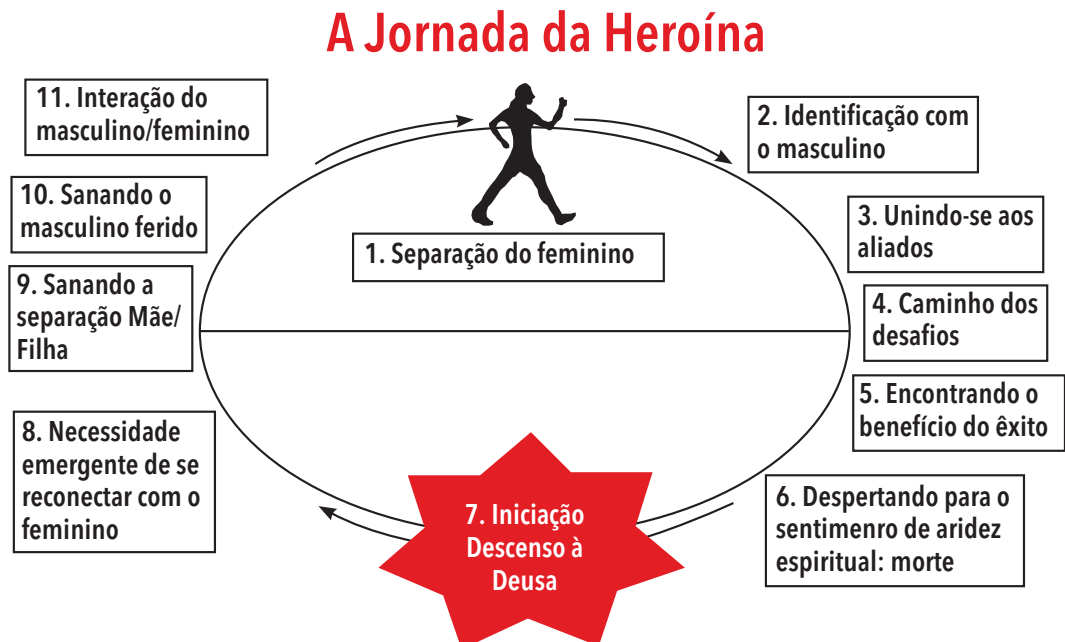 A Jornada da Heroína
1. Separação do feminino
2. Identificação com
o masculino
3. Unindo-se aos
aliados
4. Caminho dos
desafios
5. Encontrando o
benefício do êxito
6. Despertando para o
sentimenro de aridez
espiritual: morte
7. Iniciação
Descenso à
Deusa
8. Necessidade
emergente de se
reconectar com o
feminino
9. Sanando a
separação Mãe/
Filha
10. Sanando o
masculino ferido
11. Interação do
masculino/feminino